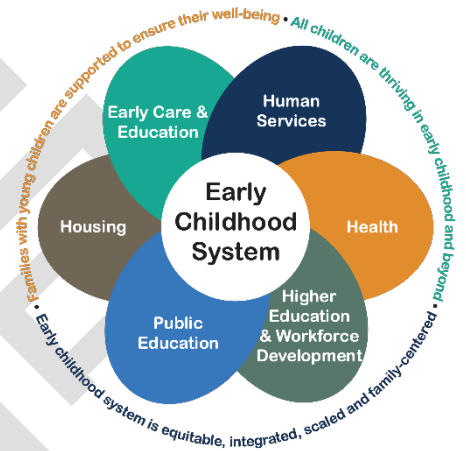 Families with young children are supported to ensure their well-being •
All children are thriving in early childhood and beyond •
Early childhood system is equitable, integrated, scaled and family-centered •
Early Care &
Education
Human
Services
Housing
Early
Childhood
System
Health
Public
Education
Higher
Education
& Workforce
Development